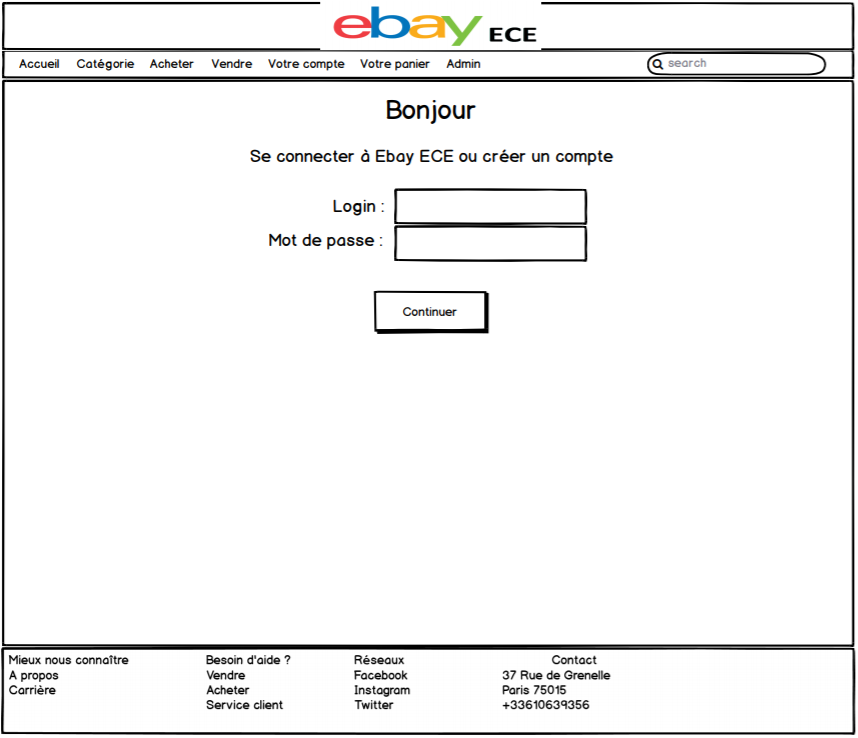 ebay ECE
Accueil Catégorie Acheter Vendre Votre compte Votre panier Admin search
Bonjour
Se connecter à Ebay ECE ou créer un compte
Login :
Mot de passe :
Continuer
Mieux nous connaître
A propos
Carrière
Besoin d'aide ?
Vendre
Acheter
Service client
Réseaux
Facebook
Instagram
Twitter
Contact
37 Rue de Grenelle
Paris 75015
+33610639356